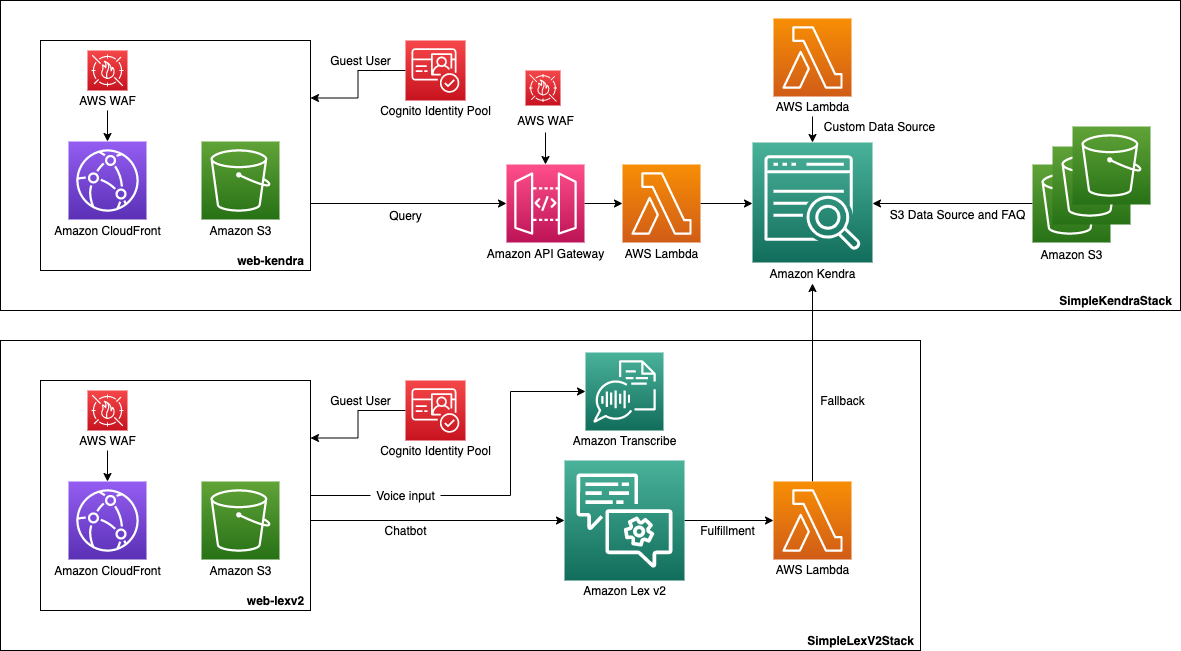 AWS WAF
Amazon CloudFront
Amazon S3
web-kendra
Guest User
Cognito Identity Pool
Query
AWS WAF
Amazon API Gateway
AWS Lambda
AWS Lambda
Custom Data Source
Amazon Kendra
S3 Data Source and FAQ
Amazon S3
SimpleKendraStack
AWS WAF
Amazon CloudFront
Amazon S3
web-lexv2
Guest User
Cognito Identity Pool
Voice input
Chatbot
Amazon Transcribe
Amazon Lex v2
Fulfillment
AWS Lambda
Fallback
SimpleLexV2Stack